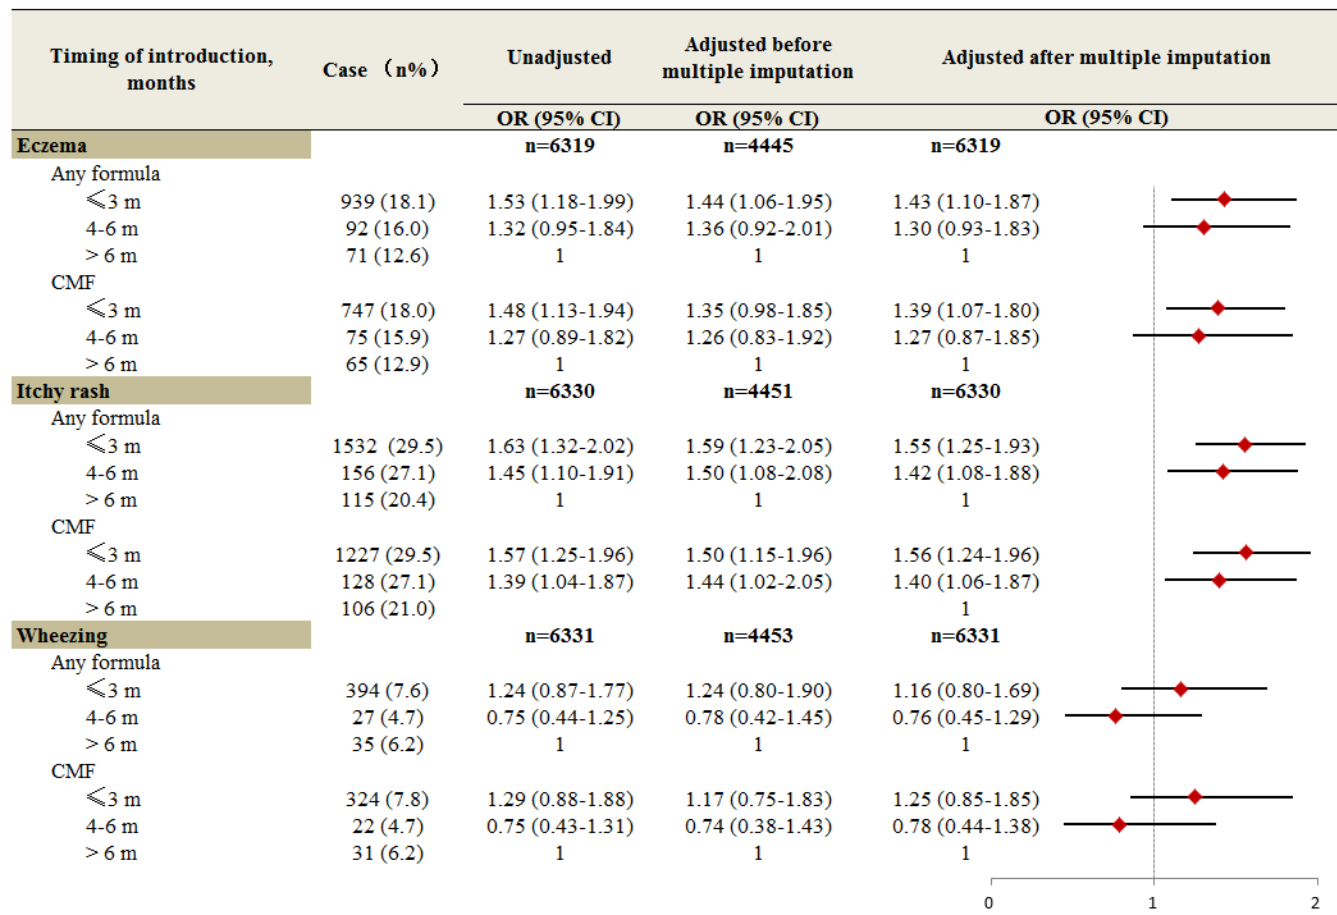 Timing of introduction, months Case （n%） Unadjusted Adjusted before multiple imputation Adjusted after multiple imputation
OR (95% CI) OR (95% CI) OR (95% CI)
Eczema n=6319 n=4445 n=6319
Any formula
⩽3 m 939 (18.1) 1.53 (1.18-1.99) 1.44 (1.06-1.95) 1.43 (1.10-1.87)
4-6 m 92 (16.0) 1.32 (0.95-1.84) 1.36 (0.92-2.01) 1.30 (0.93-1.83)
> 6 m 71 (12.6) 1 1 1
CMF
⩽3 m 747 (18.0) 1.48 (1.13-1.94) 1.35 (0.98-1.85) 1.39 (1.07-1.80)
4-6 m 75 (15.9) 1.27 (0.89-1.82) 1.26 (0.83-1.92) 1.27 (0.87-1.85)
> 6 m 65 (12.9) 1 1 1
Itchy rash n=6330 n=4451 n=6330
Any formula
⩽3 m 1532 (29.5) 1.63 (1.32-2.02) 1.59 (1.23-2.05) 1.55 (1.25-1.93)
4-6 m 156 (27.1) 1.45 (1.10-1.91) 1.50 (1.08-2.08) 1.42 (1.08-1.88)
> 6 m 115 (20.4) 1 1 1
CMF
⩽3 m 1227 (29.5) 1.57 (1.25-1.96) 1.50 (1.15-1.96) 1.56 (1.24-1.96)
4-6 m 128 (27.1) 1.39 (1.04-1.87) 1.44 (1.02-2.05) 1.40 (1.06-1.87)
> 6 m 106 (21.0) 1
Wheezing n=6331 n=4453 n=6331
Any formula
⩽3 m 394 (7.6) 1.24 (0.87-1.77) 1.24 (0.80-1.90) 1.16 (0.80-1.69)
4-6 m 27 (4.7) 0.75 (0.44-1.25) 0.78 (0.42-1.45) 0.76 (0.45-1.29)
> 6 m 35 (6.2) 1 1 1
CMF
⩽3 m 324 (7.8) 1.29 (0.88-1.88) 1.17 (0.75-1.83) 1.25 (0.85-1.85)
4-6 m 22 (4.7) 0.75 (0.43-1.31) 0.74 (0.38-1.43) 0.78 (0.44-1.38)
> 6 m 31 (6.2) 1 1 1
0 1 2